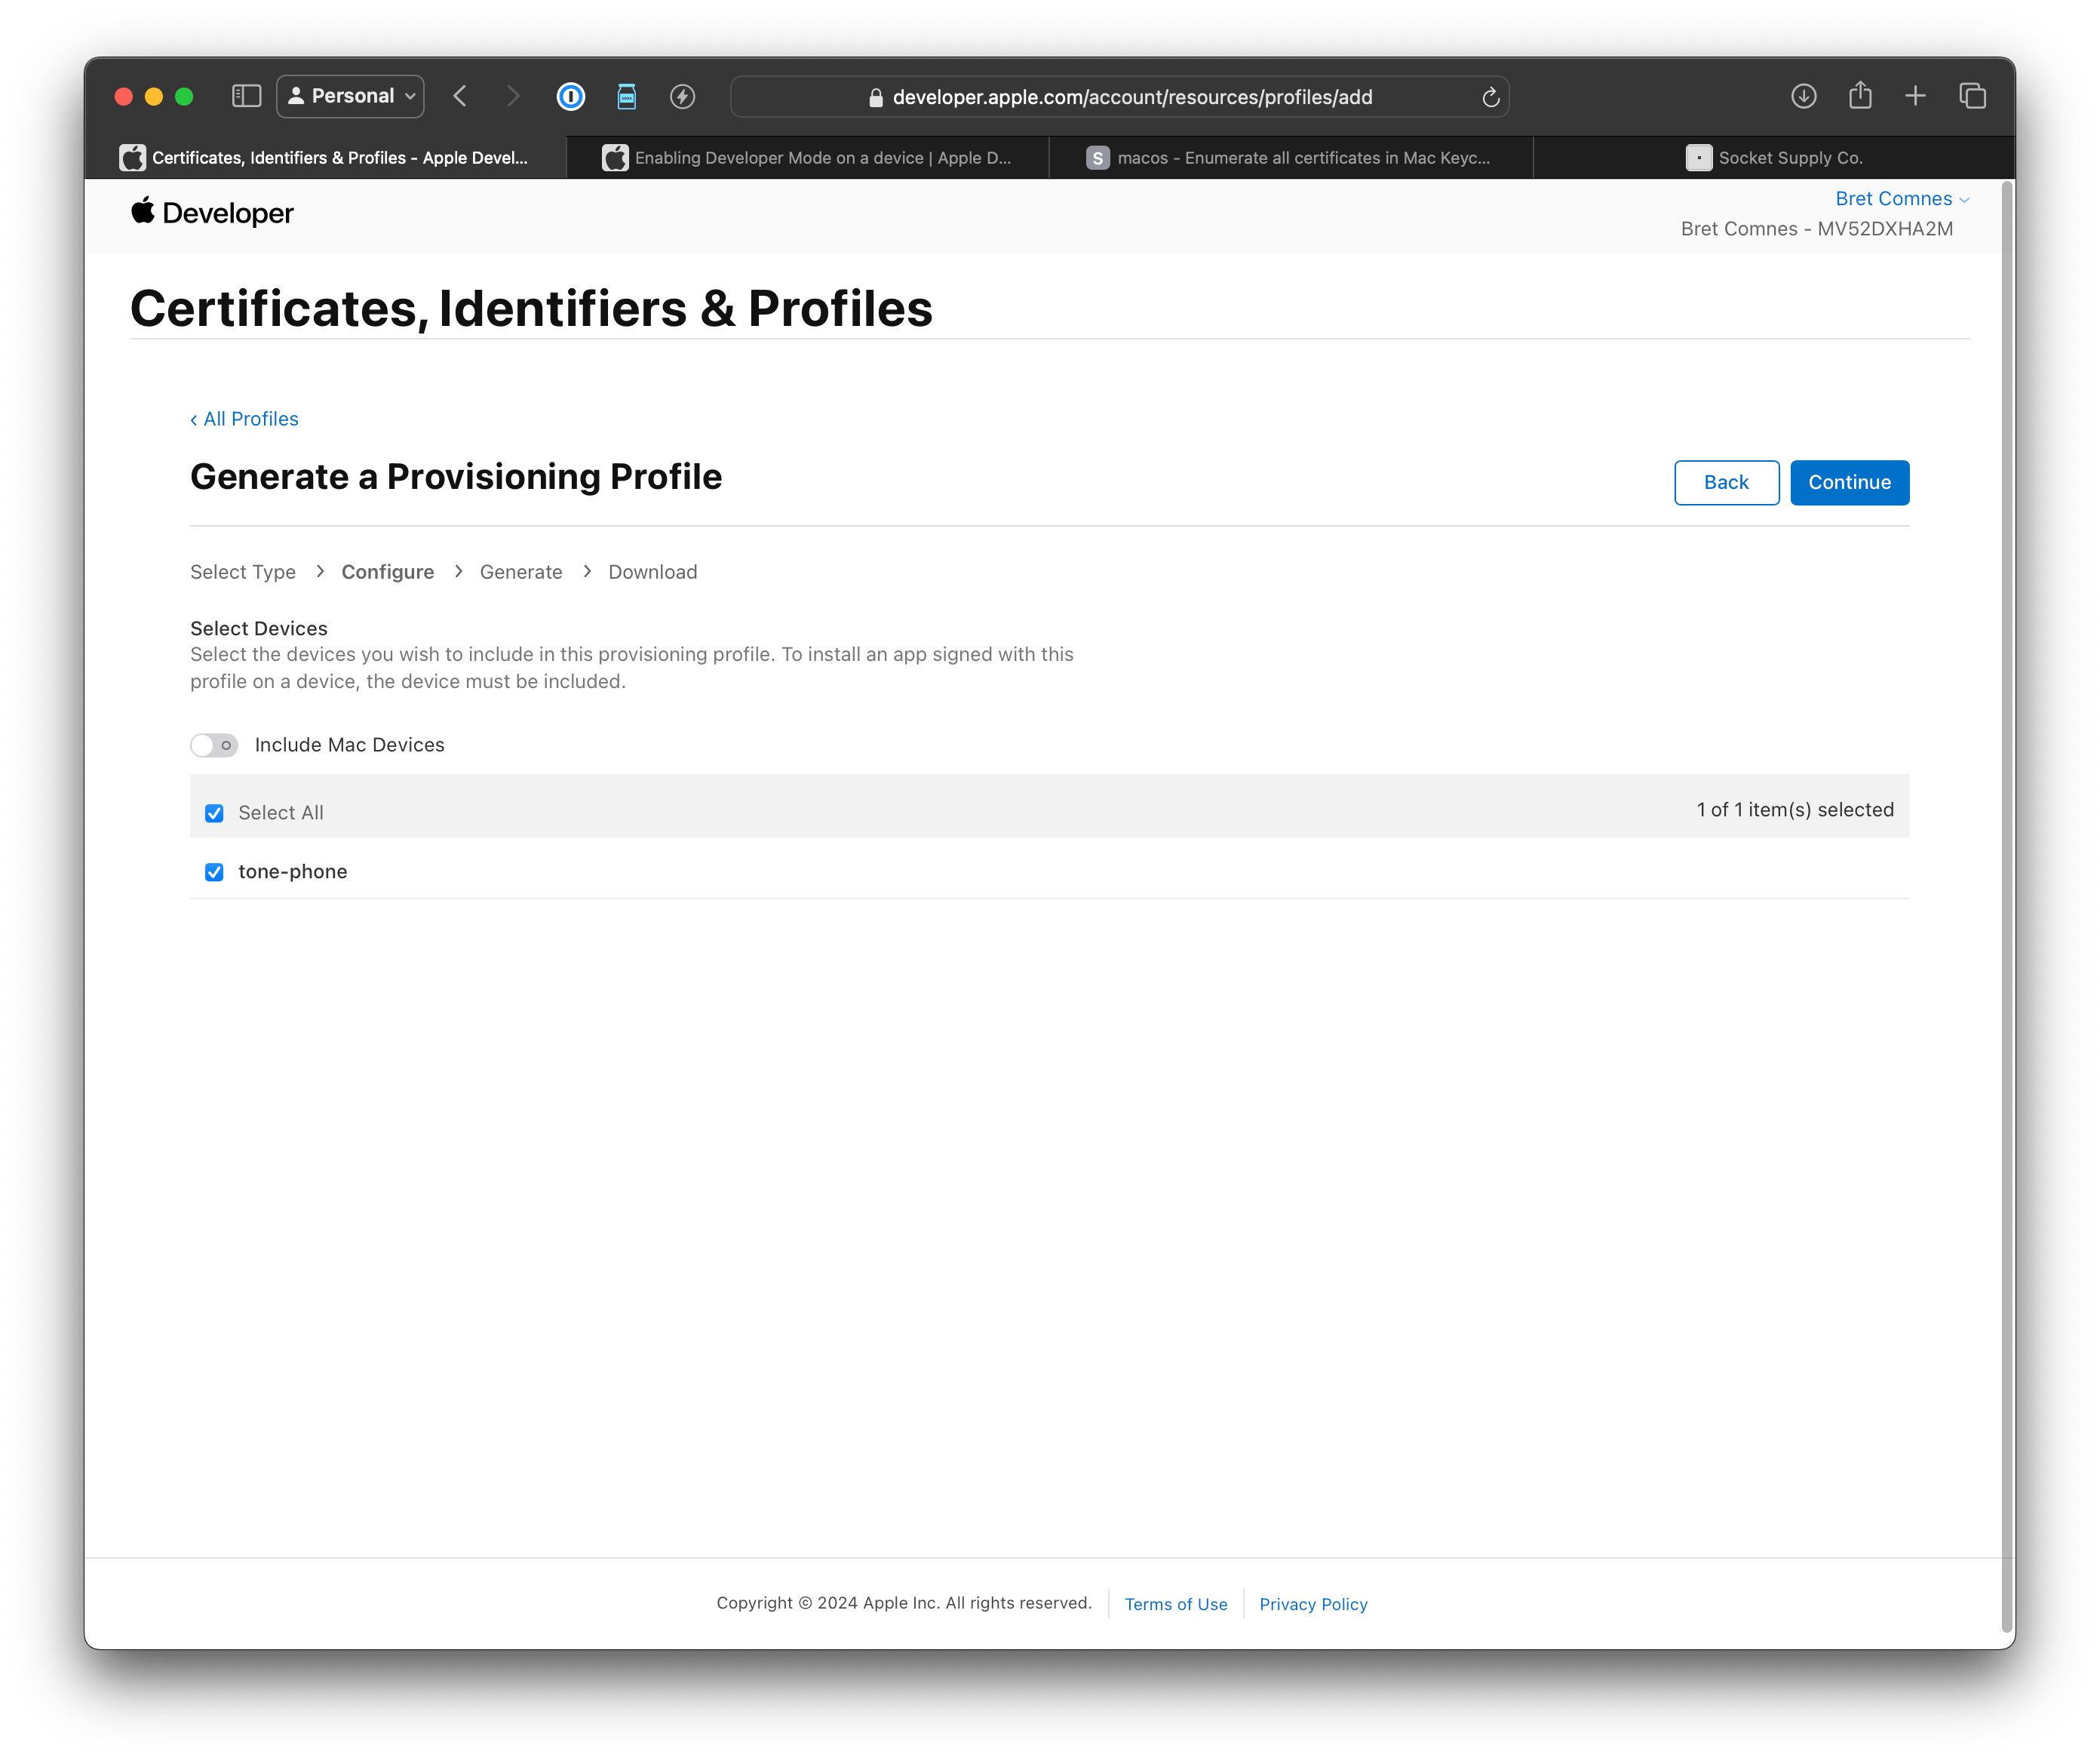 Personal
developer.apple.com/account/resources/profiles/add
Certificates, Identifiers & Profiles - Apple Devel...
Enabling Developer Mode on a device | Apple D...
S
macos - Enumerate all certificates in Mac Keyc...
Socket Supply Co.
Developer
Bret Comnes
Bret Comnes - MV52DXHA2M
Certificates, Identifiers & Profiles
‹ All Profiles
Generate a Provisioning Profile
Back
Continue
Select Type > Configure > Generate > Download
Select Devices
Select the devices you wish to include in this provisioning profile. To install an app signed with this
profile on a device, the device must be included.
Include Mac Devices
Select All
1 of 1 item(s) selected
tone-phone
Copyright © 2024 Apple Inc. All rights reserved.
Terms of Use
Privacy Policy